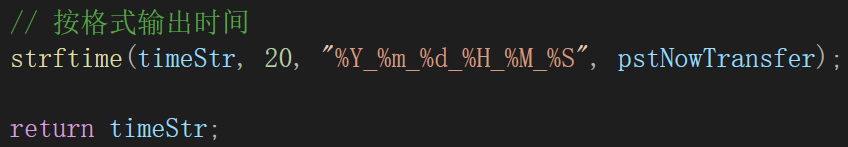 // 按格式输出时间
strftime(timeStr, 20, "%Y_%m_%d_%H_%M_%S", pstNowTransfer);
return timeStr;